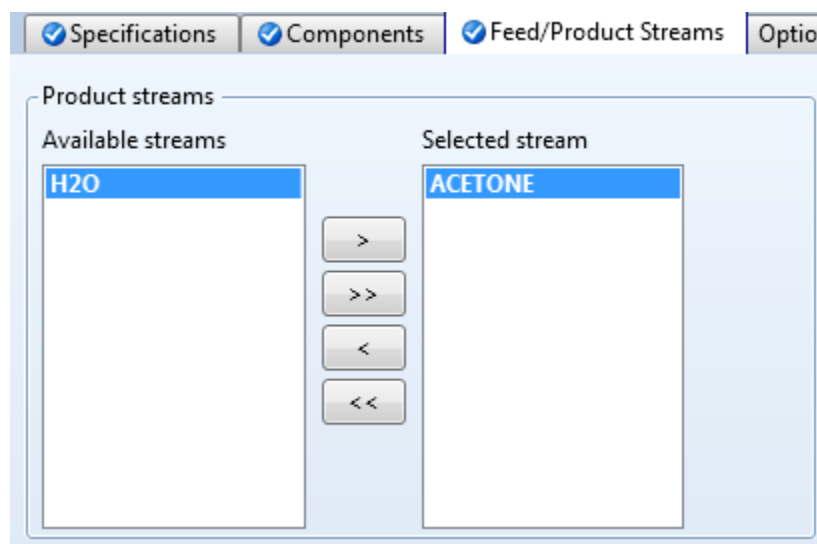 Specifications
Components
Feed/Product Streams
Optio
Product streams
Available streams
Selected stream
H2O
ACETONE
>
>>
<
<<